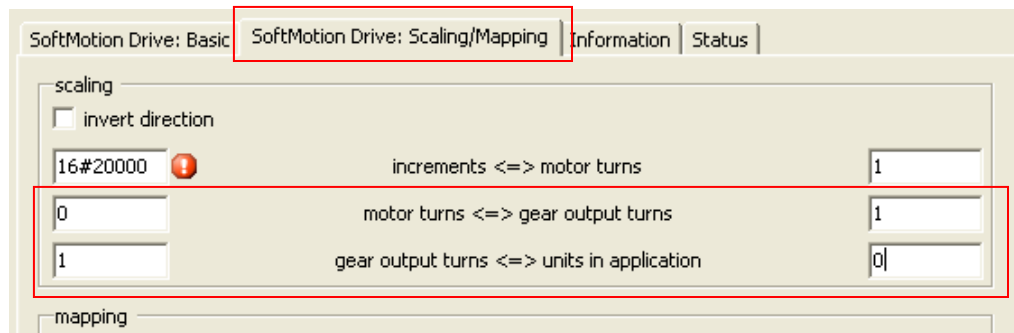 SoftMotion Drive: Basic SoftMotion Drive: Scaling/Mapping Information Status
scaling
invert direction
16#20000 increments <=> motor turns 1
0 motor turns <=> gear output turns 1
1 gear output turns <=> units in application 0
mapping